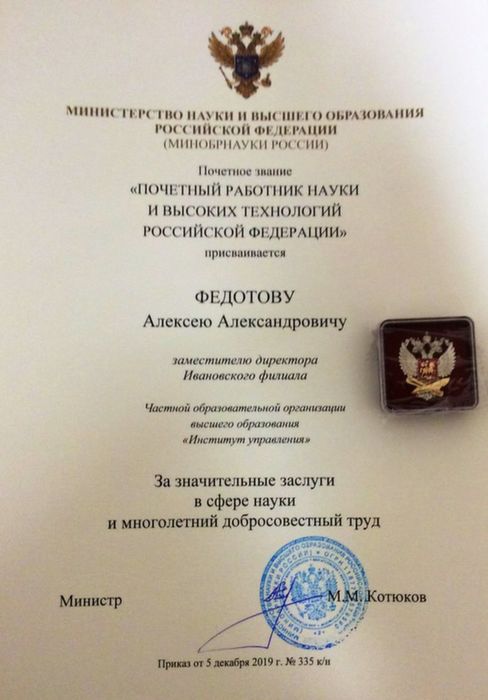 МИНИСТЕРСТВО НАУКИ И ВЫСШЕГО ОБРАЗОВАНИЯ
РОССИЙСКОЙ ФЕДЕРАЦИИ
(МИНОБРНАУКИ РОССИИ)
Почетное звание
«ПОЧЕТНЫЙ РАБОТНИК НАУКИ
И ВЫСОКИХ ТЕХНОЛОГИЙ
РОССИЙСКОЙ ФЕДЕРАЦИИ»
присваивается
ФЕДОТОВУ
Алексею Александровичу
заместителю директора
Ивановского филиала
Частной образовательной организации
высшего образования
«Институт управления»
За значительные заслуги
в сфере науки
и многолетний добросовестный труд
Министр
М.М. Котюков
Приказ от 5 декабря 2019 г. № 335 к/н